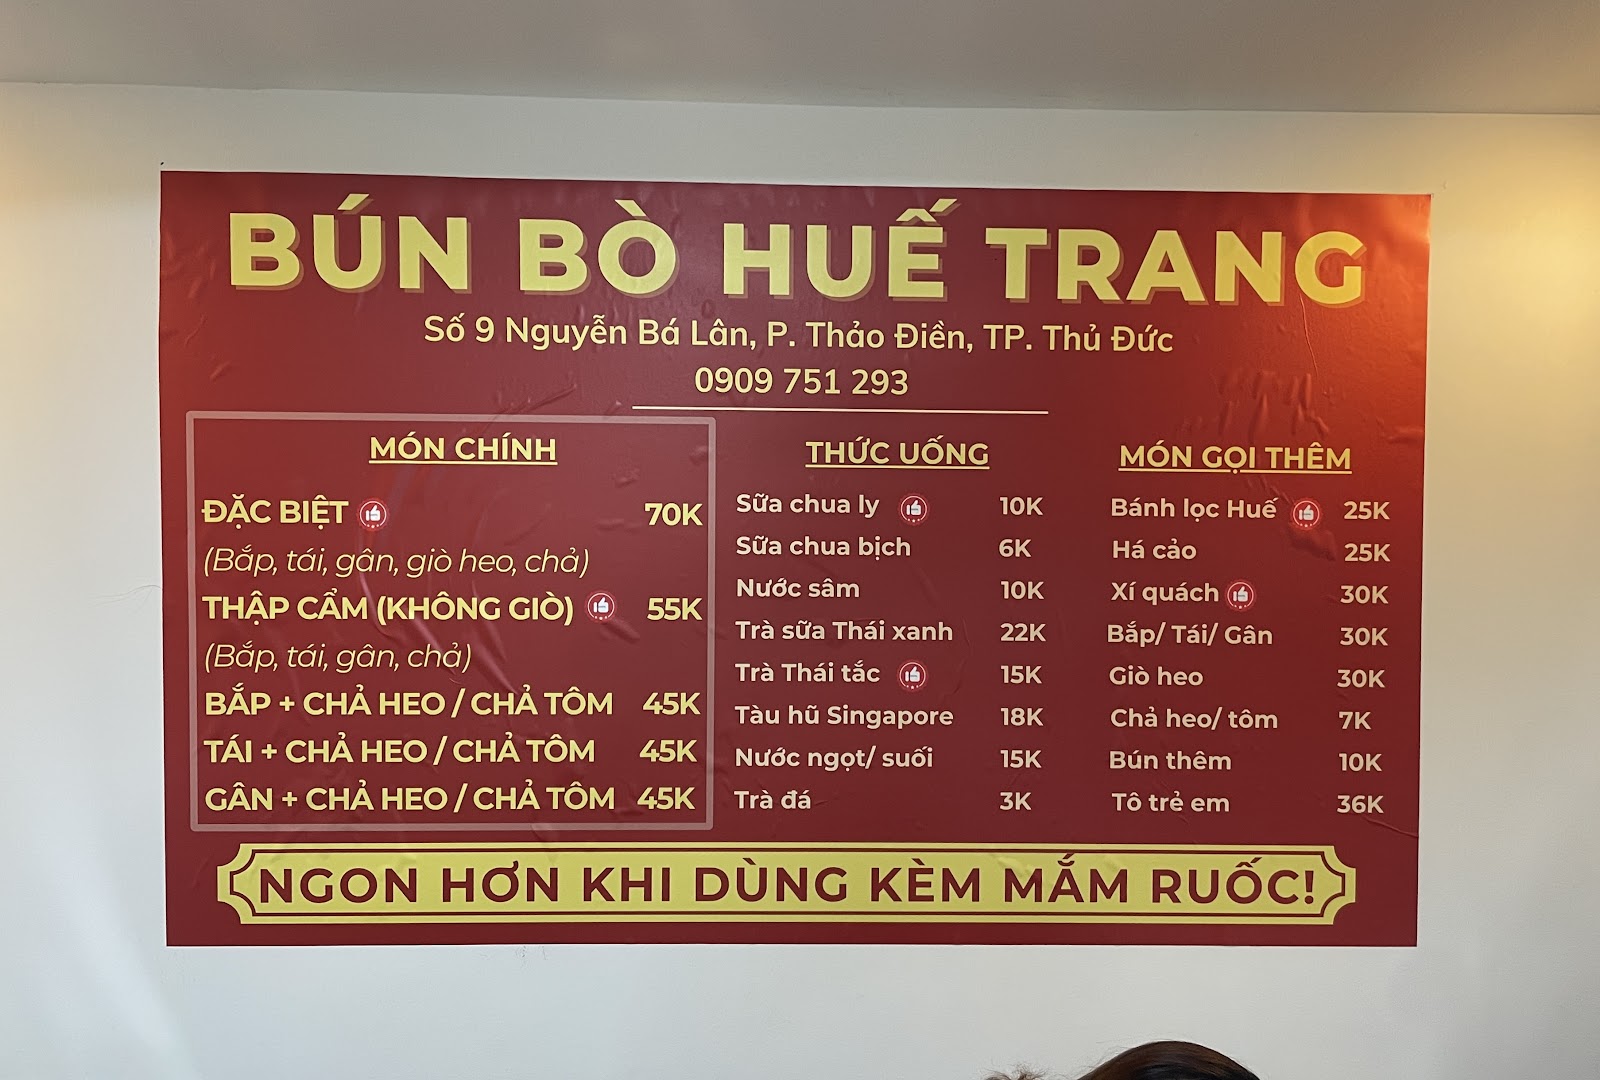 BÚN BÒ HUẾ TRANG
Số 9 Nguyễn Bá Lân, P. Thảo Điền, TP. Thủ Đức
0909 751 293
MÓN CHÍNH
ĐẶC BIỆT 70K
(Bắp, tái, gân, giò heo, chả)
THẬP CẨM (KHÔNG GIÒ) 55K
(Bắp, tái, gân, chả)
BẮP + CHẢ HEO / CHẢ TÔM 45K
TÁI + CHẢ HEO / CHẢ TÔM 45K
GÂN + CHẢ HEO / CHẢ TÔM 45K
THỨC UỐNG
Sữa chua ly 10K
Sữa chua bịch 6K
Nước sâm 10K
Trà sữa Thái xanh 22K
Trà Thái tắc 15K
Tàu hũ Singapore 18K
Nước ngọt/ suối 15K
Trà đá 3K
MÓN GỌI THÊM
Bánh lọc Huế 25K
Há cảo 25K
Xí quách 30K
Bắp/ Tái/ Gân 30K
Giò heo 30K
Chả heo/ tôm 7K
Bún thêm 10K
Tô trẻ em 36K
NGON HƠN KHI DÙNG KÈM MẮM RUỐC!